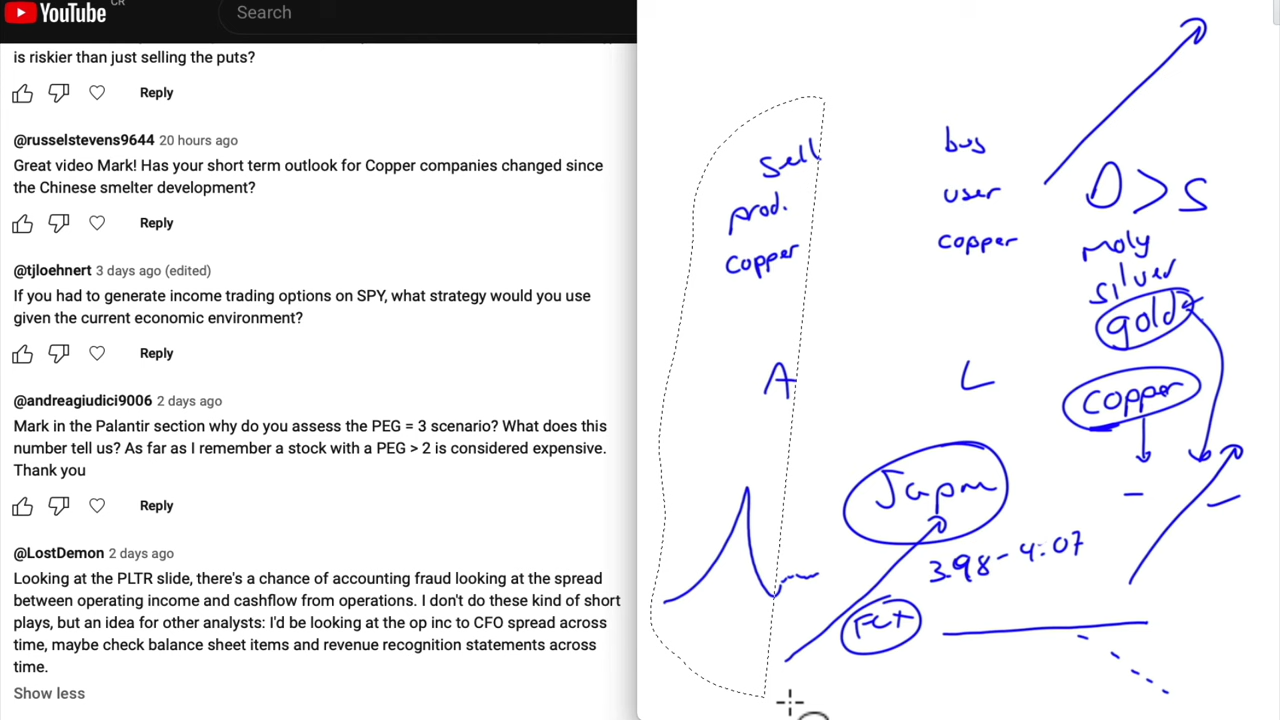 YouTube CR
Search
is riskier than just selling the puts?
Reply
@russelstevens9644 20 hours ago
Great video Mark! Has your short term outlook for Copper companies changed since
the Chinese smelter development?
Reply
@tjloehnert 3 days ago (edited)
If you had to generate income trading options on SPY, what strategy would you use
given the current economic environment?
Reply
@andreagiudici9006 2 days ago
Mark in the Palantir section why do you assess the PEG = 3 scenario? What does this
number tell us? As far as I remember a stock with a PEG > 2 is considered expensive.
Thank you
Reply
@LostDemon 2 days ago
Looking at the PLTR slide, there's a chance of accounting fraud looking at the spread
between operating income and cashflow from operations. I don't do these kind of short
plays, but an idea for other analysts: I'd be looking at the op inc to CFO spread across
time, maybe check balance sheet items and revenue recognition statements across
time.
Show less
sell
prod.
copper
A
user
copper
L
D > S
moly
silver
gold
copper
Japan
3.98 - 4.07
FCX